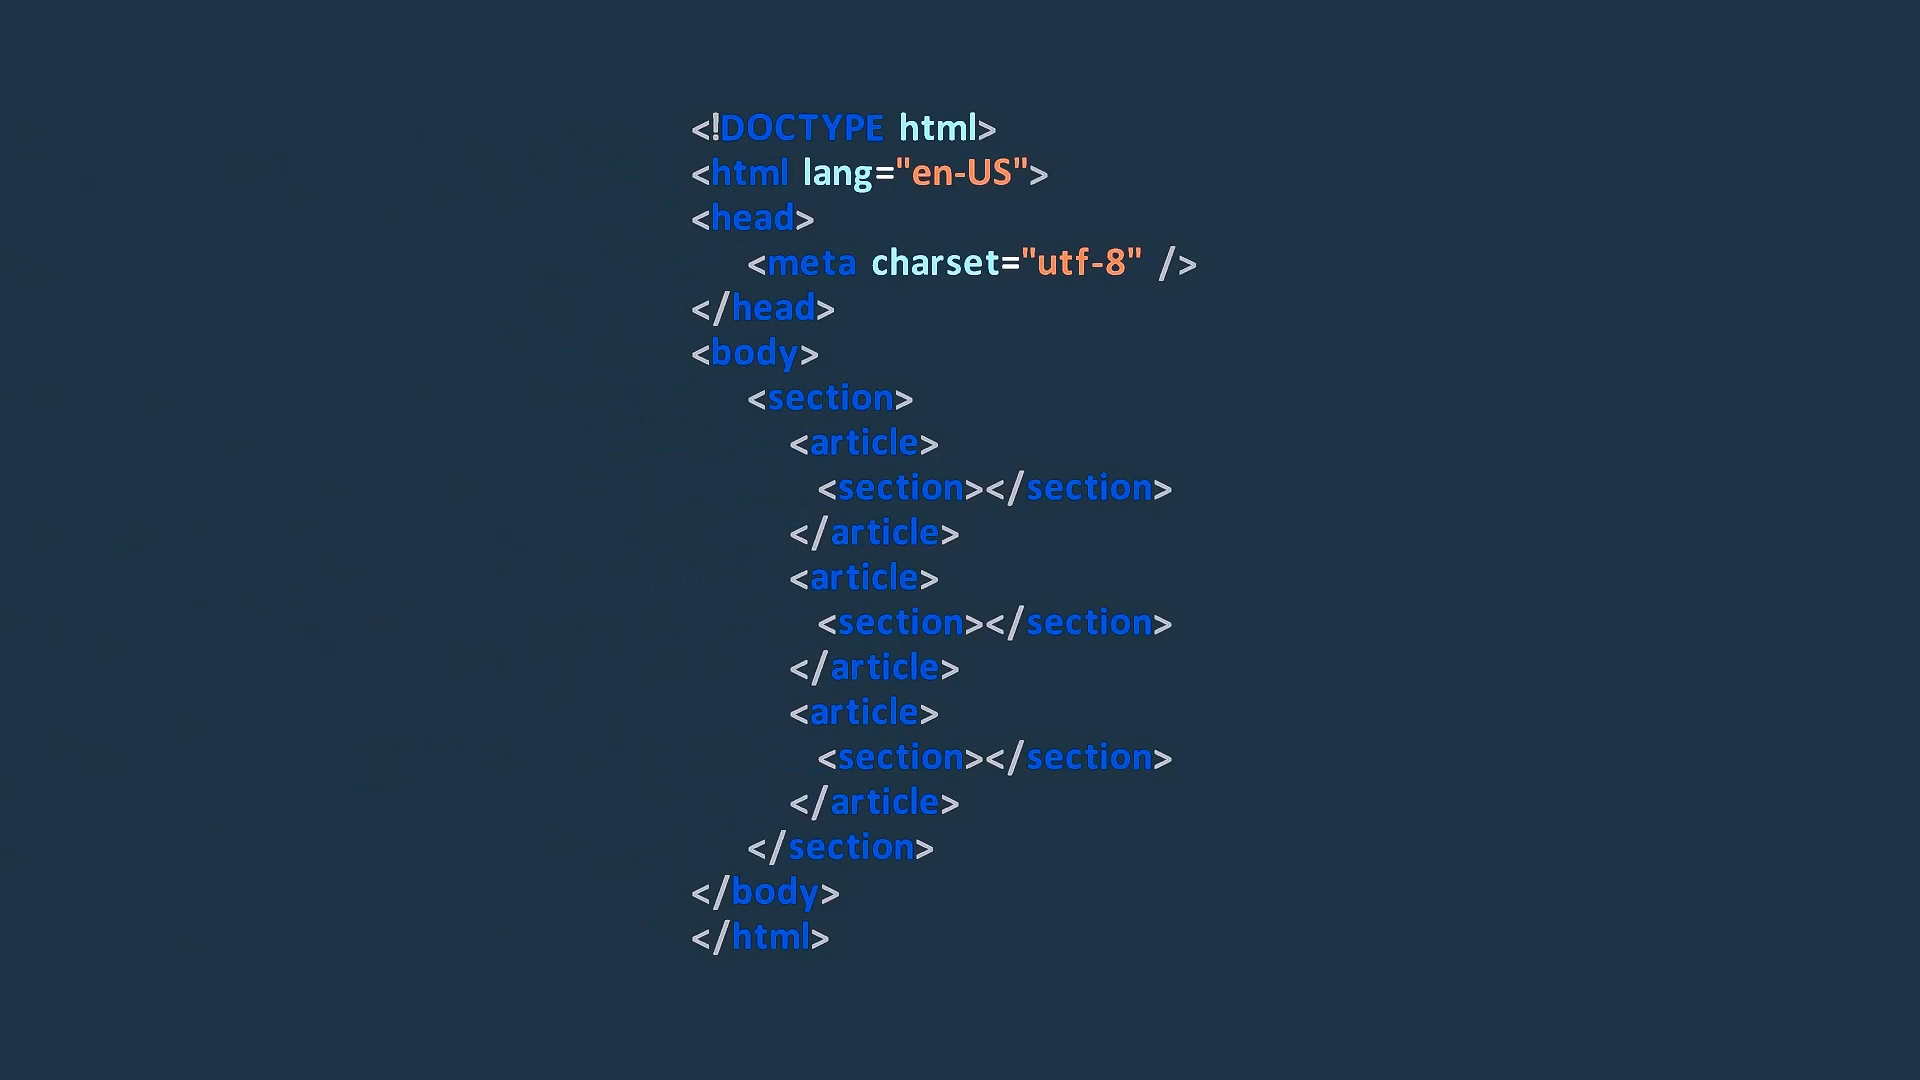 <!DOCTYPE html>
<html lang="en-US">
<head>
<meta charset="utf-8" />
</head>
<body>
<section>
<article>
<section></section>
</article>
<article>
<section></section>
</article>
<article>
<section></section>
</article>
</section>
</body>
</html>